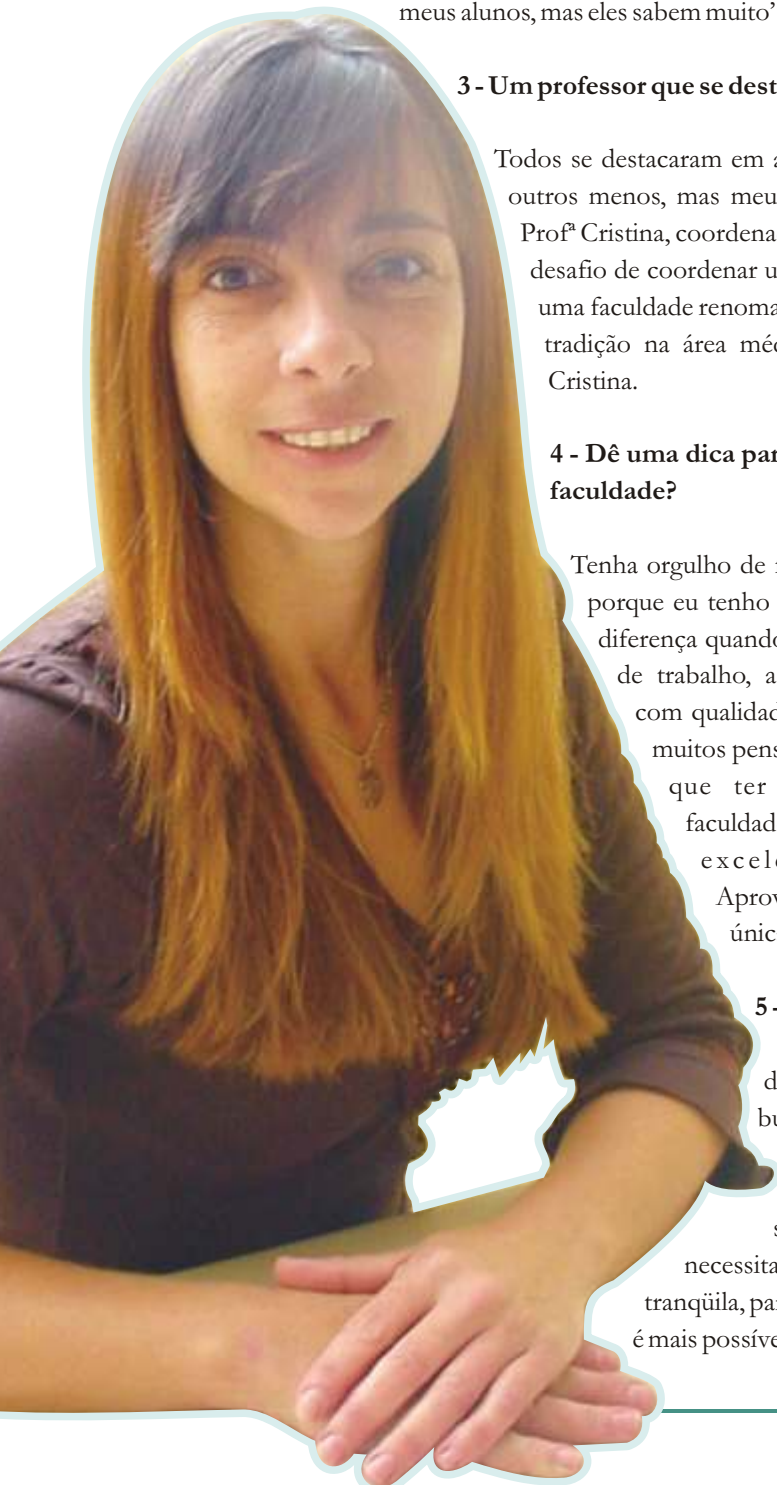 meus alunos, mas eles sabem muito’
3 - Um professor que se dest
Todos se destacaram em a
outros menos, mas meu
Profª Cristina, coordena
desafio de coordenar u
uma faculdade renoma
tradição na área méd
Cristina.
4 - Dê uma dica par
faculdade?
Tenha orgulho de
porque eu tenho
diferença quando
de trabalho, a
com qualidad
muitos pens
que ter
faculdad
excel
Aprov
únic
5 -
d
bu
s
necessita
tranqüila, par
é mais possíve